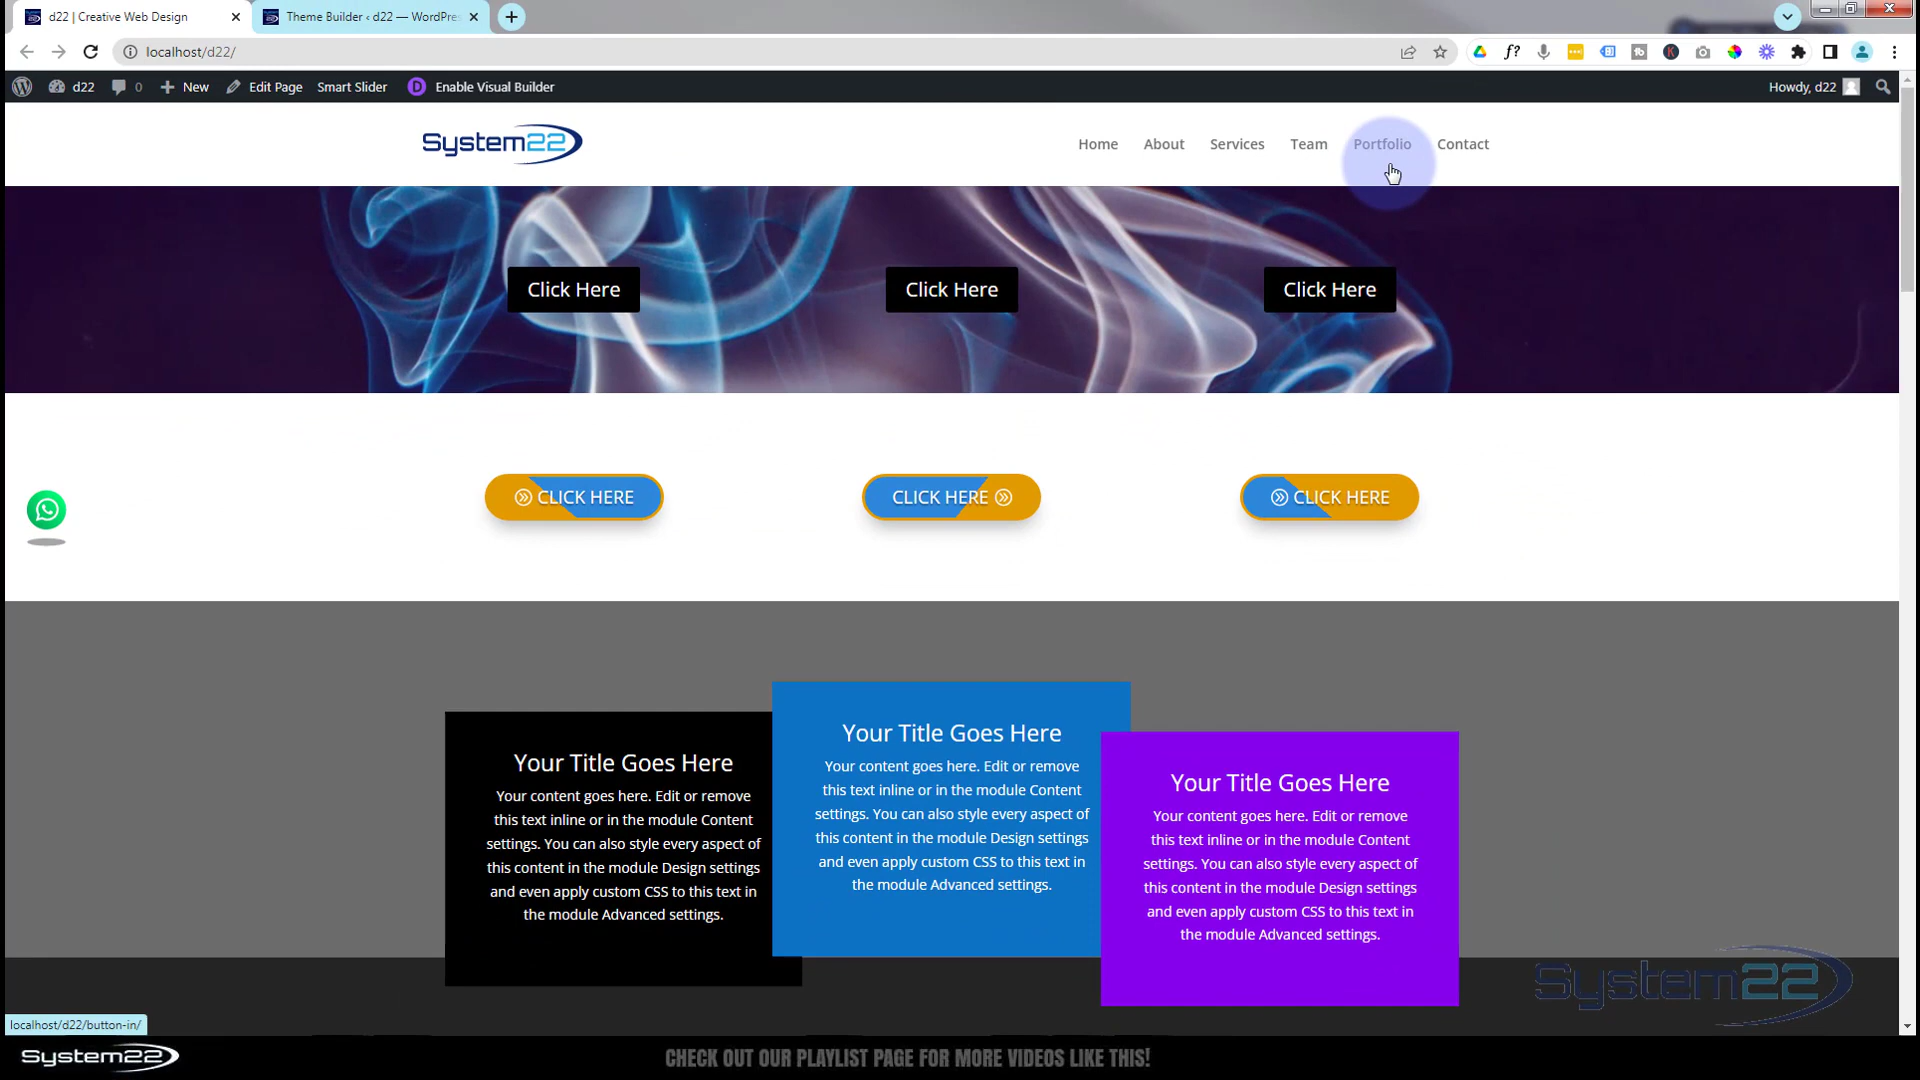 d22 | Creative Web Design
Theme Builder ‹ d22 — WordPre
localhost/d22/
d22 0 New Edit Page Smart Slider Enable Visual Builder Howdy, d22
System22
Home About Services Team Portfolio Contact
Click Here Click Here Click Here
CLICK HERE CLICK HERE CLICK HERE
Your Title Goes Here
Your content goes here. Edit or remove
this text inline or in the module Content
settings. You can also style every aspect of
this content in the module Design settings
and even apply custom CSS to this text in
the module Advanced settings.
Your Title Goes Here
Your content goes here. Edit or remove
this text inline or in the module Content
settings. You can also style every aspect of
this content in the module Design settings
and even apply custom CSS to this text in
the module Advanced settings.
Your Title Goes Here
Your content goes here. Edit or remove
this text inline or in the module Content
settings. You can also style every aspect of
this content in the module Design settings
and even apply custom CSS to this text in
the module Advanced settings.
System22
localhost/d22/button-in/
System22
CHECK OUT OUR PLAYLIST PAGE FOR MORE VIDEOS LIKE THIS!